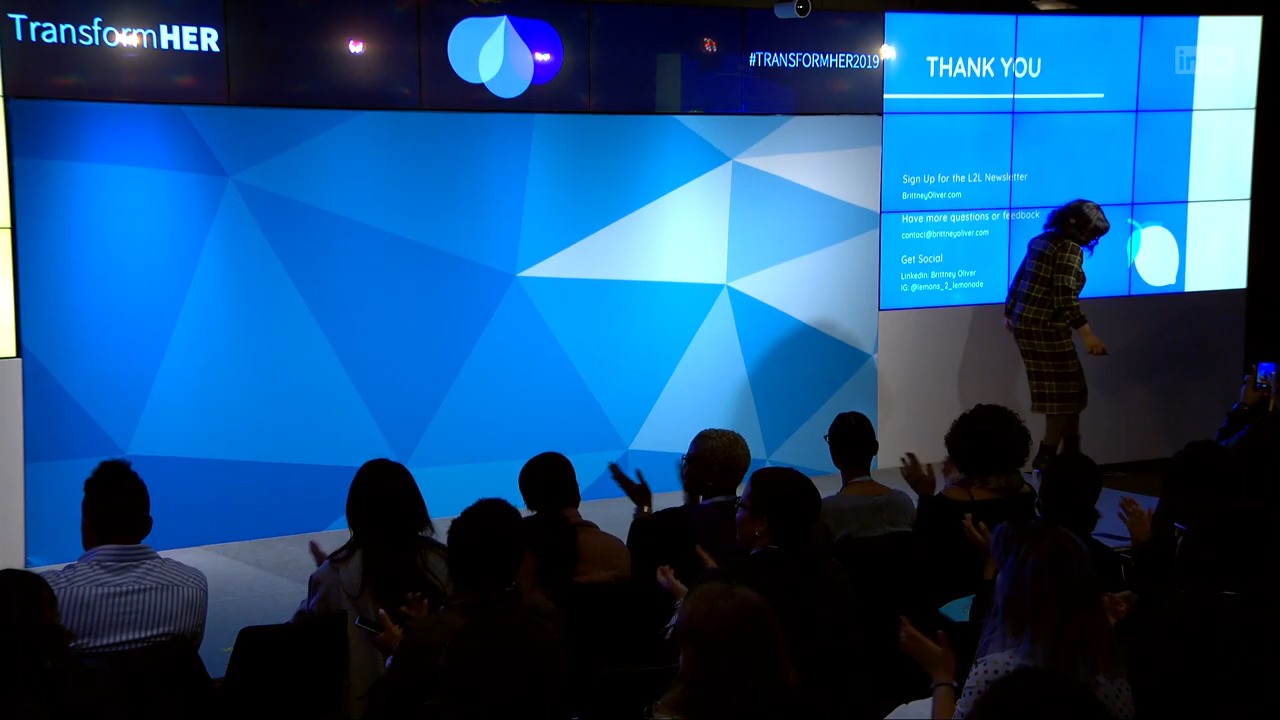 TransformHER
#TRANSFORMHER2019
THANK YOU
Sign Up for the L2L Newsletter
BrittneyOliver.com
Have more questions or feedback
contact@brittneyoliver.com
Get Social
Linkedin: Brittney Oliver
IG: @lemons_2_lemonade